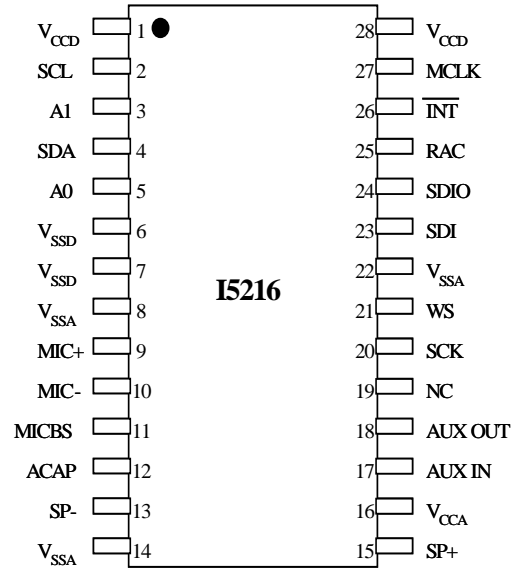 V_CCD 1 28 V_CCD
SCL 2 27 MCLK
A1 3 26 I̅N̅T̅
SDA 4 25 RAC
A0 5 24 SDIO
V_SSD 6 23 SDI
V_SSD 7 22 V_SSA
I5216
V_SSA 8 21 WS
MIC+ 9 20 SCK
MIC- 10 19 NC
MICBS 11 18 AUX OUT
ACAP 12 17 AUX IN
SP- 13 16 V_CCA
V_SSA 14 15 SP+